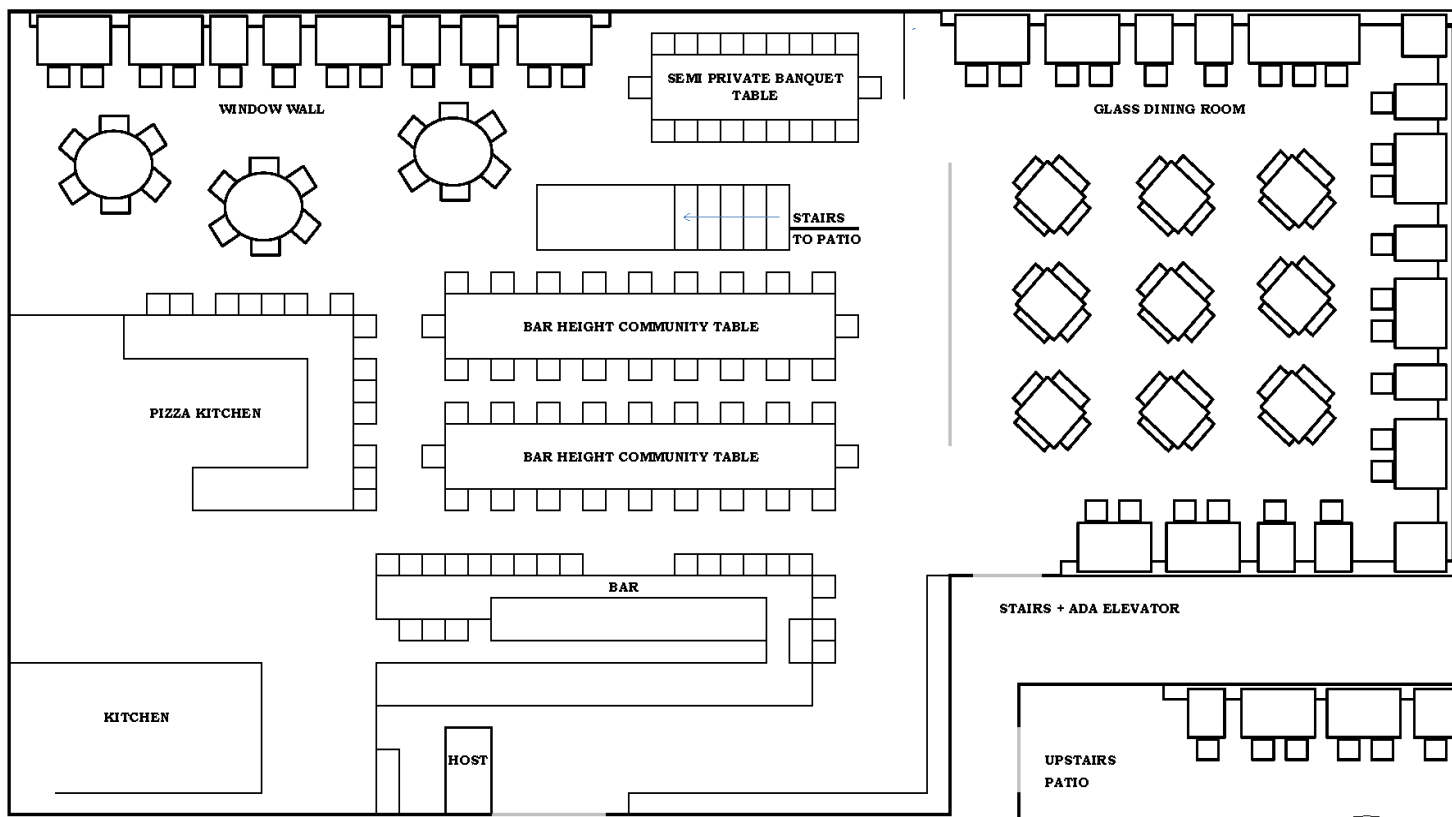 SEMI PRIVATE BANQUET
TABLE
WINDOW WALL
GLASS DINING ROOM
STAIRS
TO PATIO
BAR HEIGHT COMMUNITY TABLE
PIZZA KITCHEN
BAR HEIGHT COMMUNITY TABLE
BAR
STAIRS + ADA ELEVATOR
KITCHEN
HOST
UPSTAIRS
PATIO